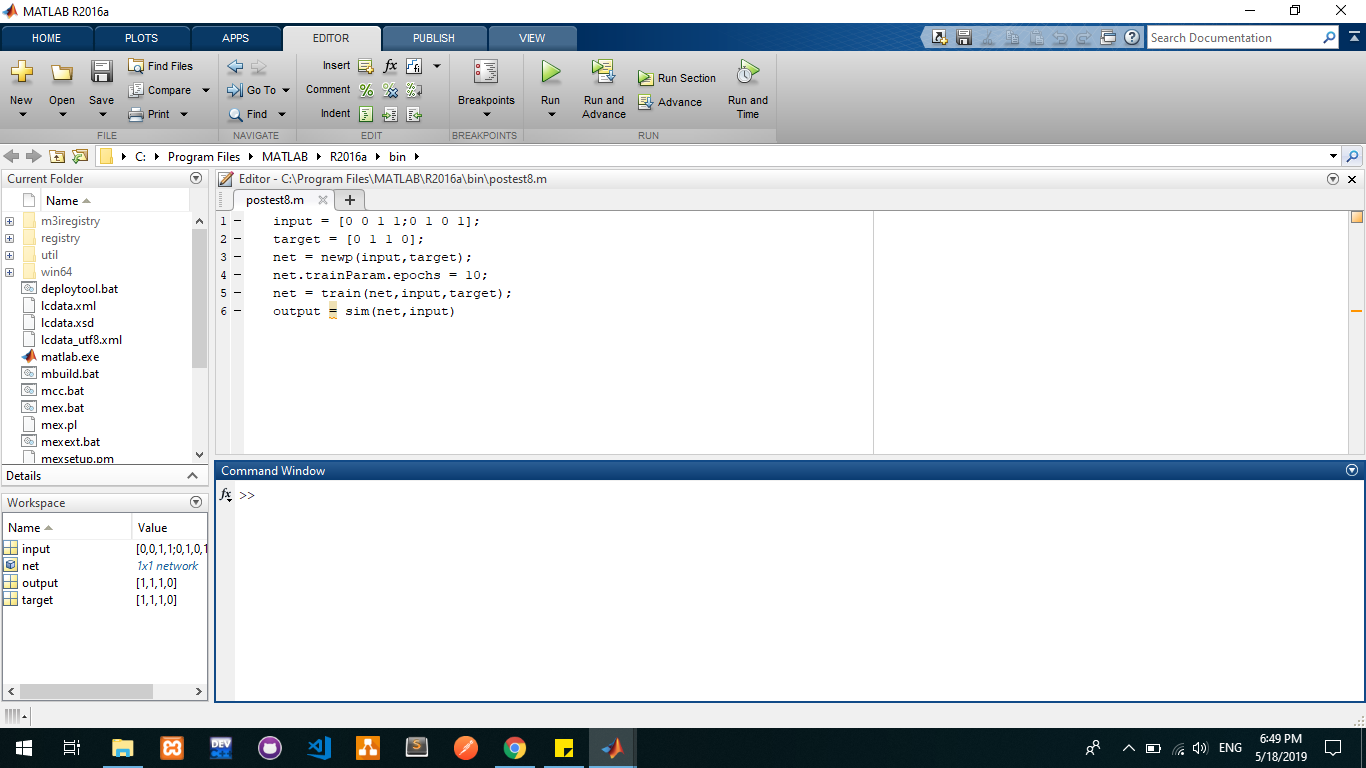 MATLAB R2016a
HOME PLOTS APPS EDITOR PUBLISH VIEW
Search Documentation
New Open Save Find Files Compare Print
FILE
Go To Find
NAVIGATE
Insert Comment Indent fx
EDIT
Breakpoints
BREAKPOINTS
Run Run and Advance Run Section Advance Run and Time
RUN
C: Program Files MATLAB R2016a bin
Current Folder
Name
m3iregistry
registry
util
win64
deploytool.bat
lcdata.xml
lcdata.xsd
lcdata_utf8.xml
matlab.exe
mbuild.bat
mcc.bat
mex.bat
mex.pl
mexext.bat
mexsetup.pm
Details
Workspace
Name Value
input [0,0,1,1;0,1,0,1
net 1x1 network
output [1,1,1,0]
target [1,1,1,0]
Editor - C:\Program Files\MATLAB\R2016a\bin\postest8.m
postest8.m
1 input = [0 0 1 1;0 1 0 1];
2 target = [0 1 1 0];
3 net = newp(input,target);
4 net.trainParam.epochs = 10;
5 net = train(net,input,target);
6 output = sim(net,input)
Command Window
fx >>
DEV
ENG
6:49 PM
5/18/2019